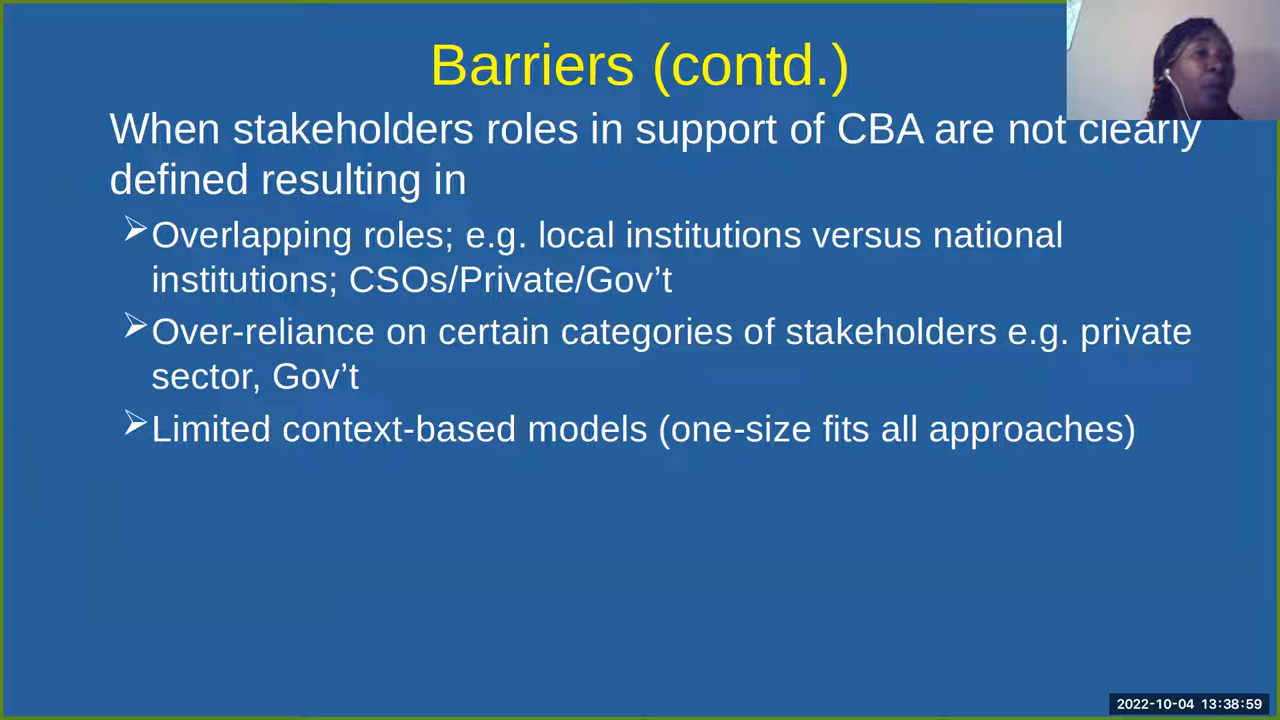 Barriers (contd.)
When stakeholders roles in support of CBA are not clearly
defined resulting in
➢Overlapping roles; e.g. local institutions versus national
institutions; CSOs/Private/Gov’t
➢Over-reliance on certain categories of stakeholders e.g. private
sector, Gov’t
➢Limited context-based models (one-size fits all approaches)
2022-10-04 13:38:59